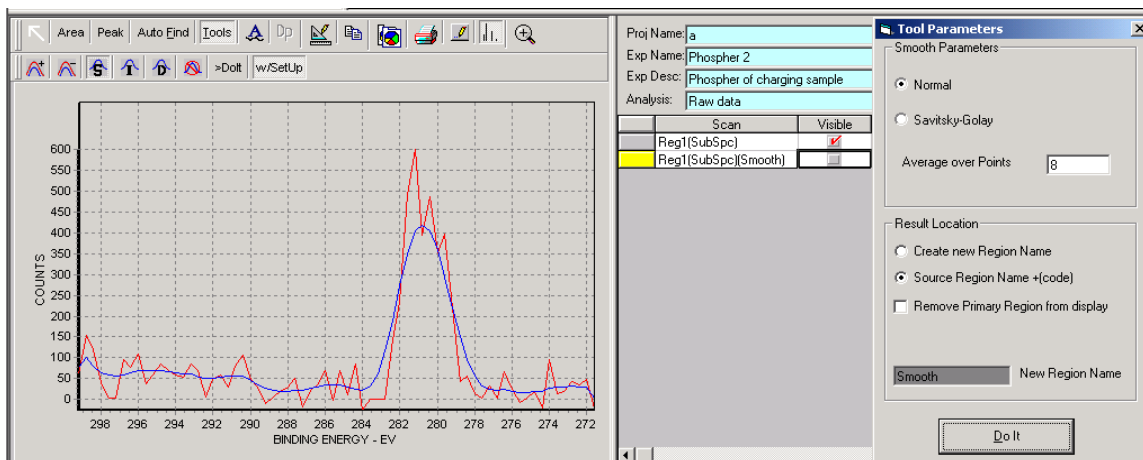 Area Peak Auto Find Tools A Dp
S I D >DoIt w/SetUp
600
550
500
450
400
350
300
250
200
150
100
50
0
COUNTS
298 296 294 292 290 288 286 284 282 280 278 276 274 272
BINDING ENERGY - EV
Proj Name: a
Exp Name: Phospher 2
Exp Desc: Phospher of charging sample
Analysis: Raw data
Scan Visible
Reg1(SubSpc)
Reg1(SubSpc)(Smooth)
Tool Parameters
Smooth Parameters
Normal
Savitsky-Golay
Average over Points 8
Result Location
Create new Region Name
Source Region Name +(code)
Remove Primary Region from display
Smooth New Region Name
Do It